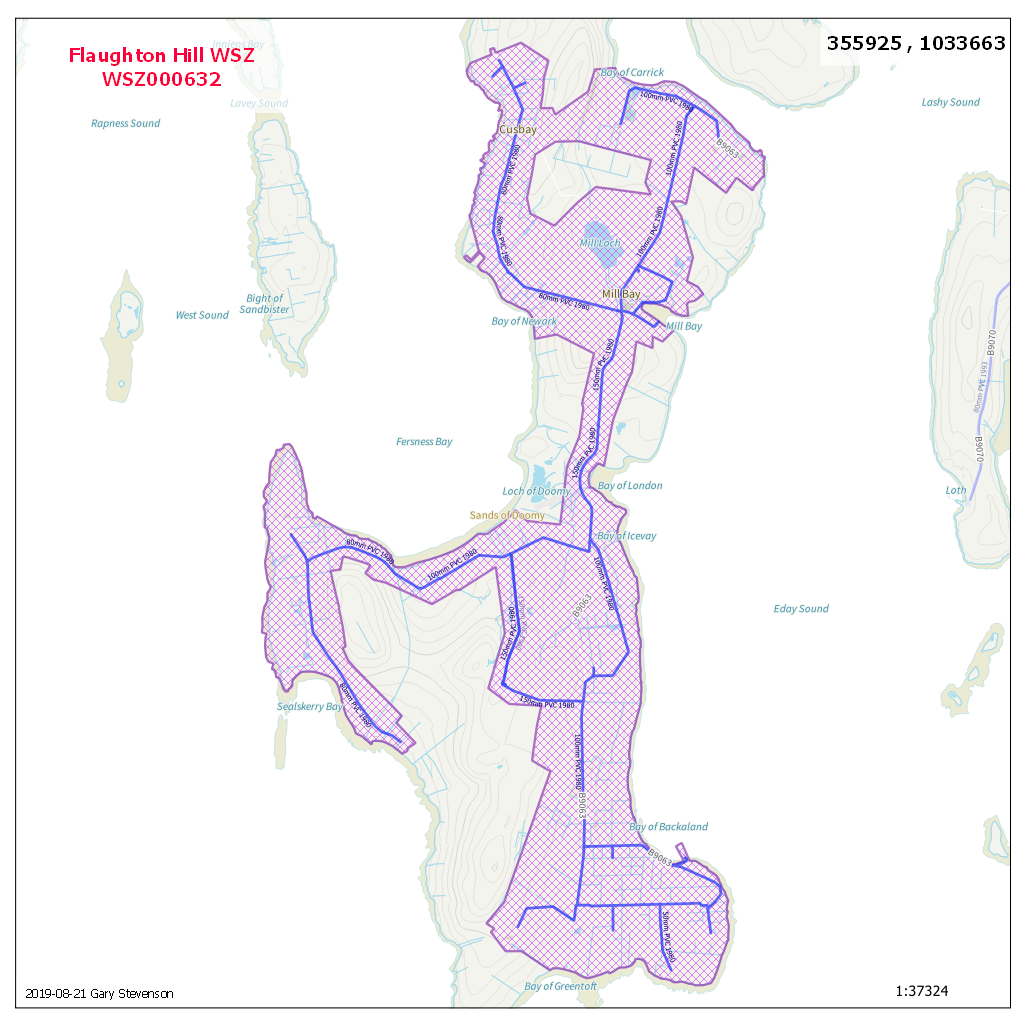 Flaughton Hill WSZ
WSZ000632
355925 , 1033663
Lavey Sound
Rapness Sound
Bay of Carrick
Lashy Sound
100mm PVC 1980
Cusbay
B9063
80mm PVC 1980
100mm PVC 1980
80mm PVC 1980
100mm PVC 1980
Mill Loch
Bight of
Sandbister
West Sound
Mill Bay
80mm PVC 1980
Bay of Newark
Mill Bay
B9070
150mm PVC 1980
80mm PVC 1993
Fersness Bay
150mm PVC 1980
B9070
Bay of London
Loch of Doomy
Loth
Sands of Doomy
Bay of Icevay
80mm PVC 1980
100mm PVC 1980
100mm PVC 1980
B9063
Eday Sound
150mm PVC 1980
Sealskerry Bay
80mm PVC 1980
150mm PVC 1980
100mm PVC 1980
B9063
Bay of Backaland
B9063
50mm PVC 1980
Bay of Greentoft
2019-08-21 Gary Stevenson
1:37324